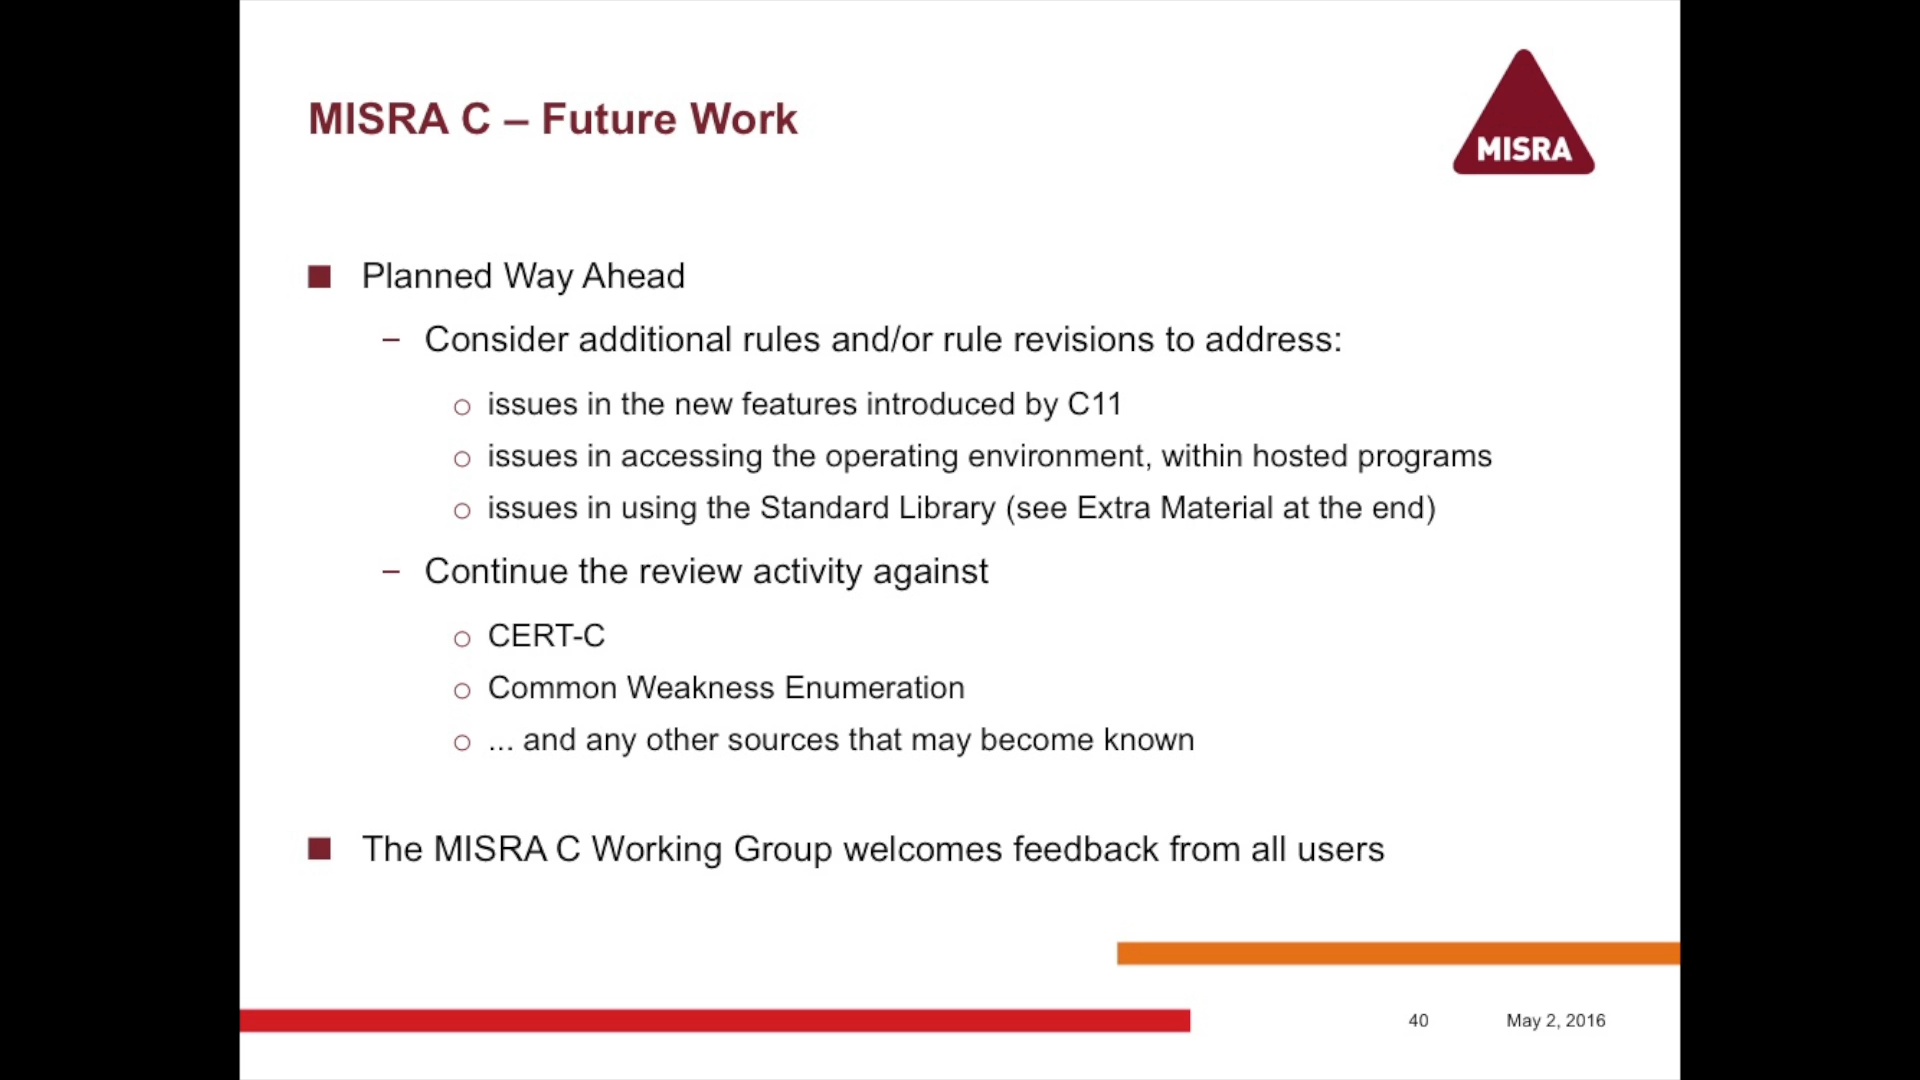 MISRA C – Future Work
MISRA
Planned Way Ahead
– Consider additional rules and/or rule revisions to address:
○ issues in the new features introduced by C11
○ issues in accessing the operating environment, within hosted programs
○ issues in using the Standard Library (see Extra Material at the end)
– Continue the review activity against
○ CERT-C
○ Common Weakness Enumeration
○ ... and any other sources that may become known
The MISRA C Working Group welcomes feedback from all users
40 May 2, 2016